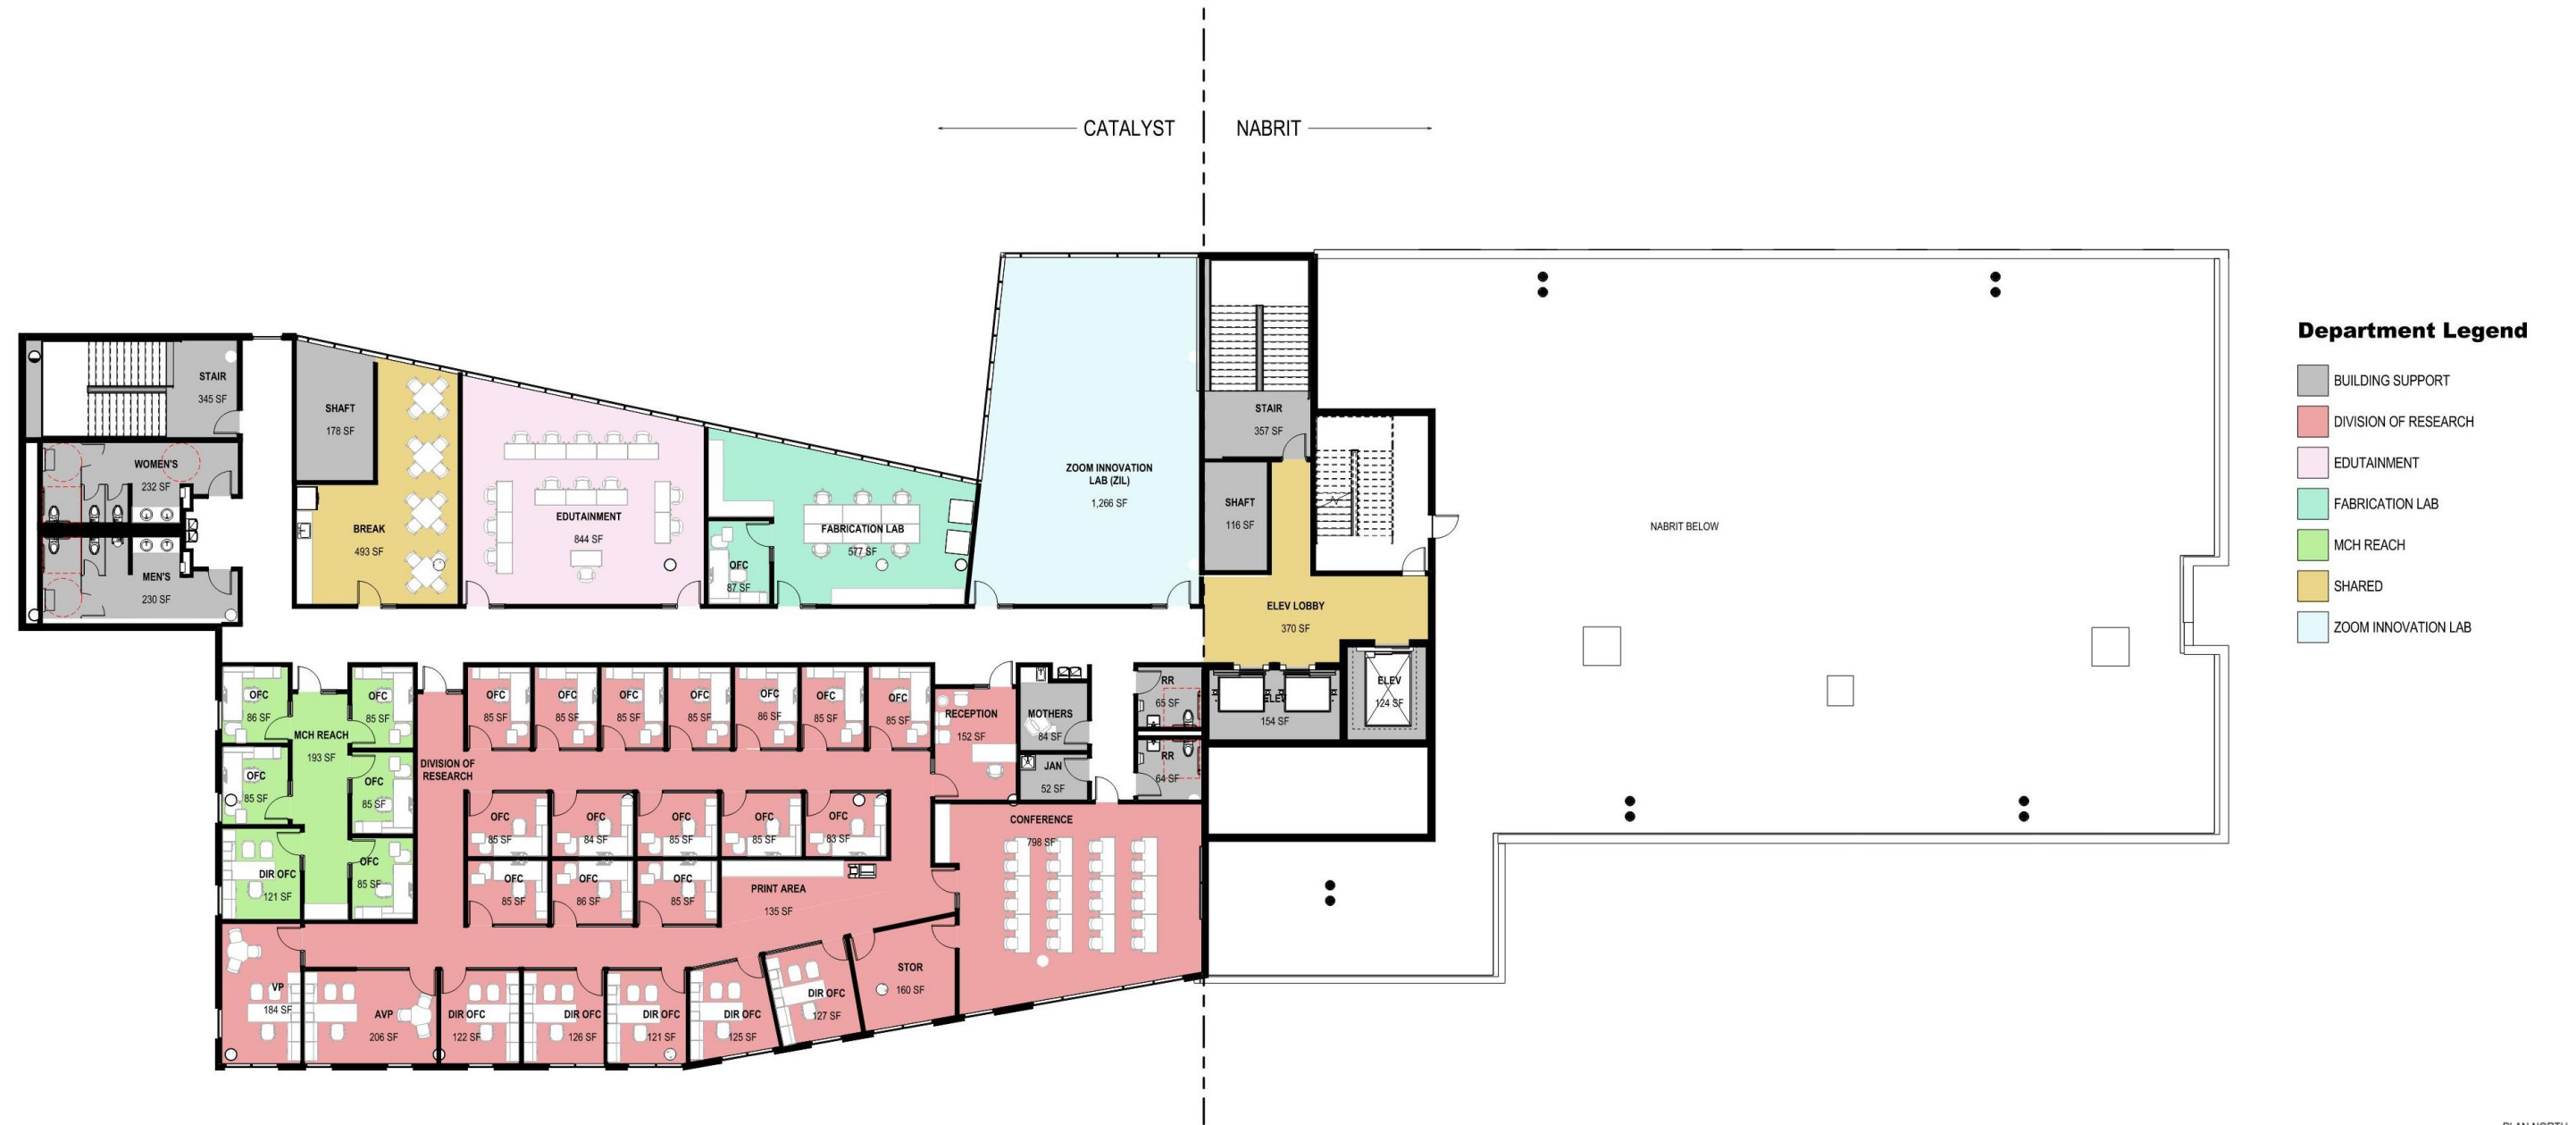 CATALYST
NABRIT
Department Legend
BUILDING SUPPORT
DIVISION OF RESEARCH
EDUTAINMENT
FABRICATION LAB
MCH REACH
SHARED
ZOOM INNOVATION LAB
STAIR
345 SF
SHAFT
178 SF
WOMEN'S
232 SF
MEN'S
230 SF
BREAK
493 SF
EDUTAINMENT
844 SF
OFC
87 SF
FABRICATION LAB
577 SF
ZOOM INNOVATION
LAB (ZIL)
1,266 SF
STAIR
357 SF
SHAFT
116 SF
NABRIT BELOW
ELEV LOBBY
370 SF
ELEV
154 SF
ELEV
124 SF
OFC
86 SF
OFC
85 SF
MCH REACH
193 SF
OFC
85 SF
OFC
85 SF
DIR OFC
121 SF
OFC
85 SF
DIVISION OF
RESEARCH
OFC
85 SF
OFC
85 SF
OFC
85 SF
OFC
85 SF
OFC
86 SF
OFC
85 SF
OFC
85 SF
RECEPTION
152 SF
MOTHERS
84 SF
JAN
52 SF
RR
65 SF
RR
64 SF
OFC
85 SF
OFC
84 SF
OFC
85 SF
OFC
85 SF
OFC
83 SF
OFC
85 SF
OFC
86 SF
OFC
85 SF
PRINT AREA
135 SF
CONFERENCE
798 SF
VP
184 SF
AVP
206 SF
DIR OFC
122 SF
DIR OFC
126 SF
DIR OFC
121 SF
DIR OFC
125 SF
DIR OFC
127 SF
STOR
160 SF